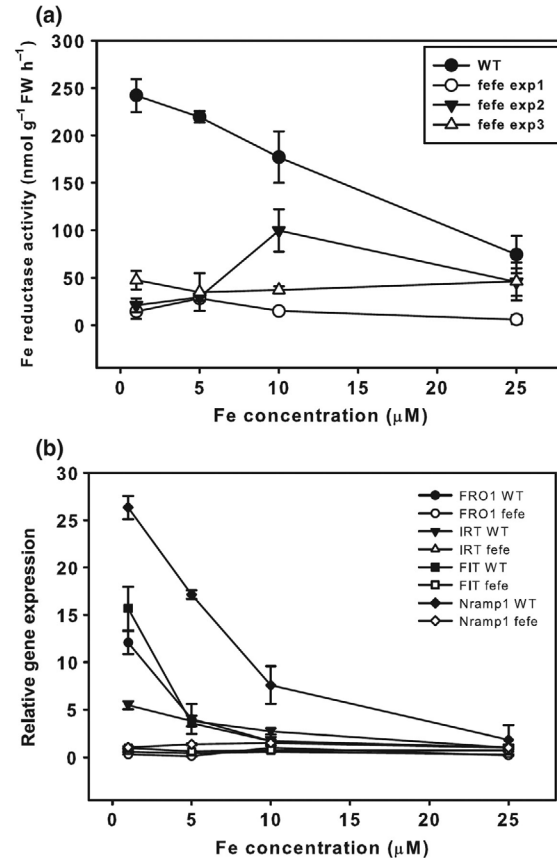 (a)
300
250
200
150
100
50
0
Fe reductase activity (nmol g⁻¹ FW h⁻¹)
WT
fefe exp1
fefe exp2
fefe exp3
0 5 10 15 20 25
Fe concentration (μM)
(b)
30
25
20
15
10
5
0
Relative gene expression
FRO1 WT
FRO1 fefe
IRT WT
IRT fefe
FIT WT
FIT fefe
Nramp1 WT
Nramp1 fefe
0 5 10 15 20 25
Fe concentration (μM)